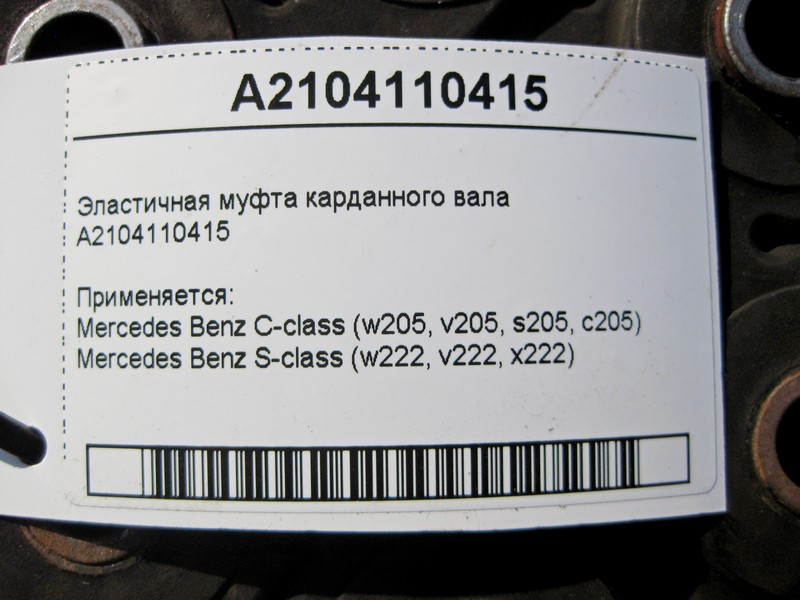 A2104110415
Эластичная муфта карданного вала
A2104110415
Применяется:
Mercedes Benz C-class (w205, v205, s205, c205)
Mercedes Benz S-class (w222, v222, x222)